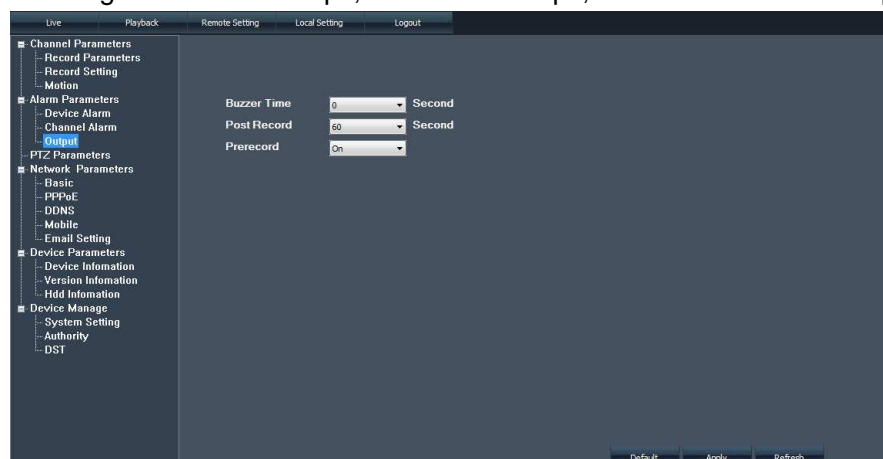 Live Playback Remote Setting Local Setting Logout
Channel Parameters
Record Parameters
Record Setting
Motion
Alarm Parameters
Device Alarm
Channel Alarm
Output
PTZ Parameters
Network Parameters
Basic
PPPoE
DDNS
Mobile
Email Setting
Device Parameters
Device Infomation
Version Infomation
Hdd Infomation
Device Manage
System Setting
Authority
DST
Buzzer Time 0 Second
Post Record 60 Second
Prerecord On
Default Apply Refresh